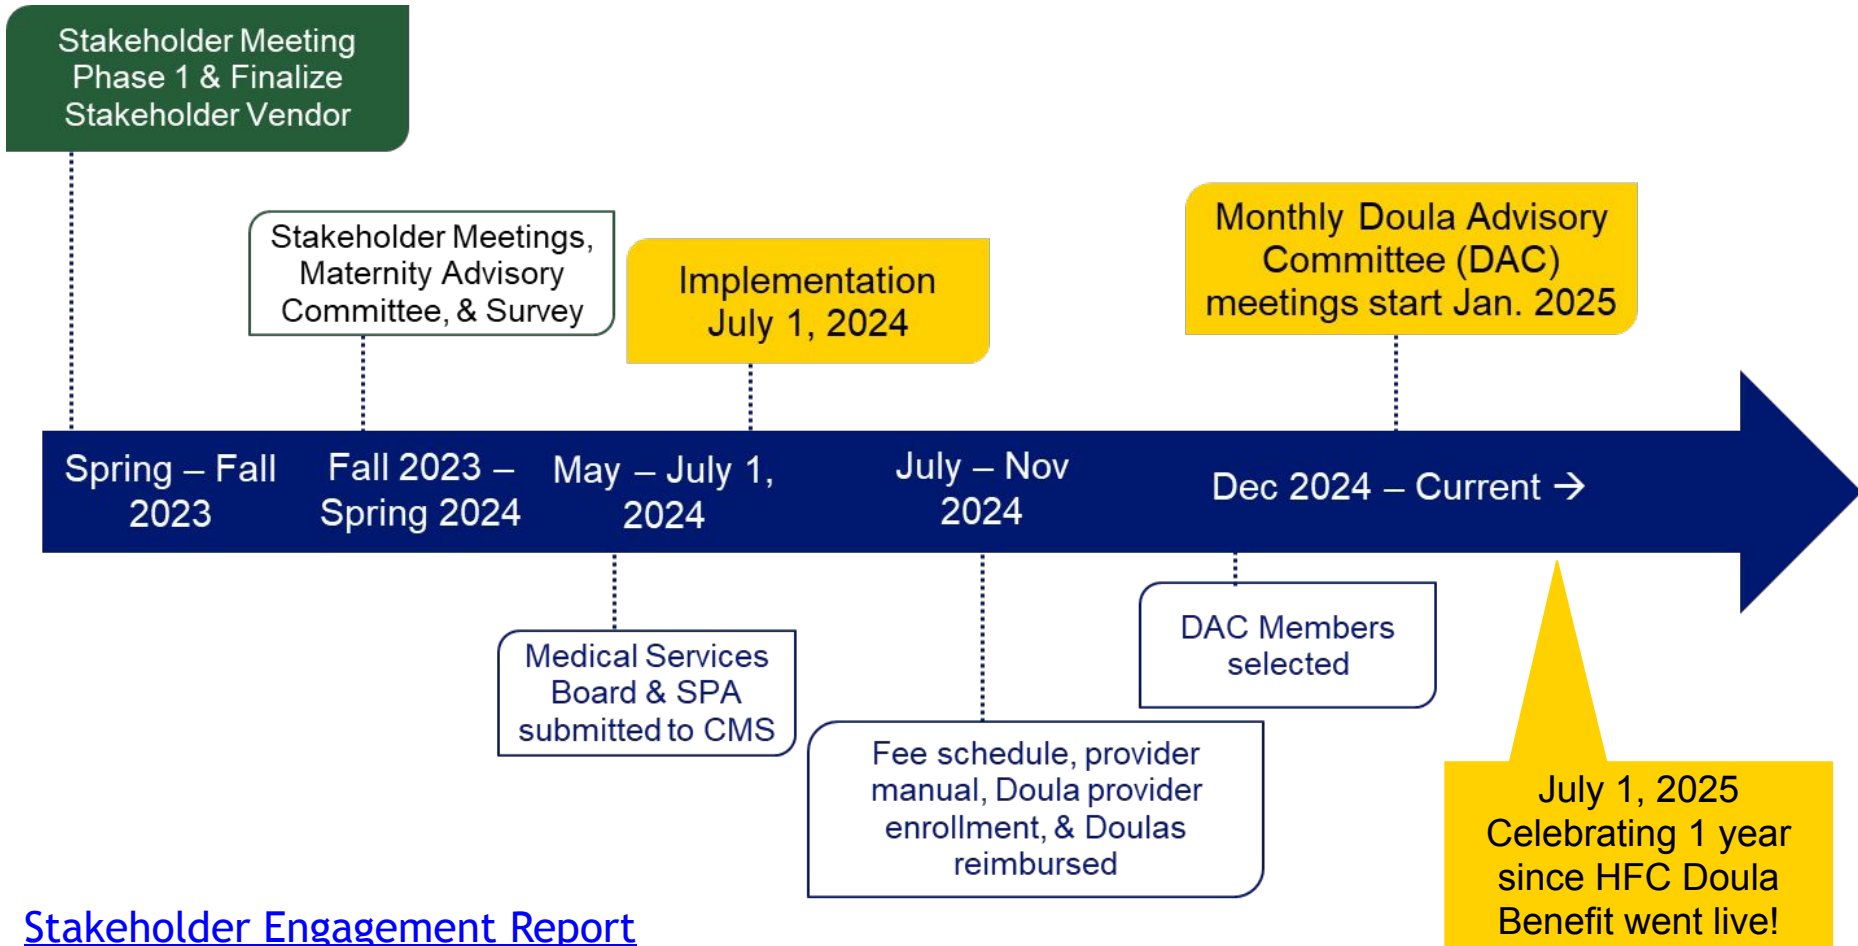 Stakeholder Meeting
Phase 1 & Finalize
Stakeholder Vendor
Stakeholder Meetings,
Maternity Advisory
Committee, & Survey
Implementation
July 1, 2024
Monthly Doula Advisory
Committee (DAC)
meetings start Jan. 2025
Spring – Fall
2023
Fall 2023 –
Spring 2024
May – July 1,
2024
July – Nov
2024
Dec 2024 – Current →
Medical Services
Board & SPA
submitted to CMS
Fee schedule, provider
manual, Doula provider
enrollment, & Doulas
reimbursed
DAC Members
selected
July 1, 2025
Celebrating 1 year
since HFC Doula
Benefit went live!
Stakeholder Engagement Report